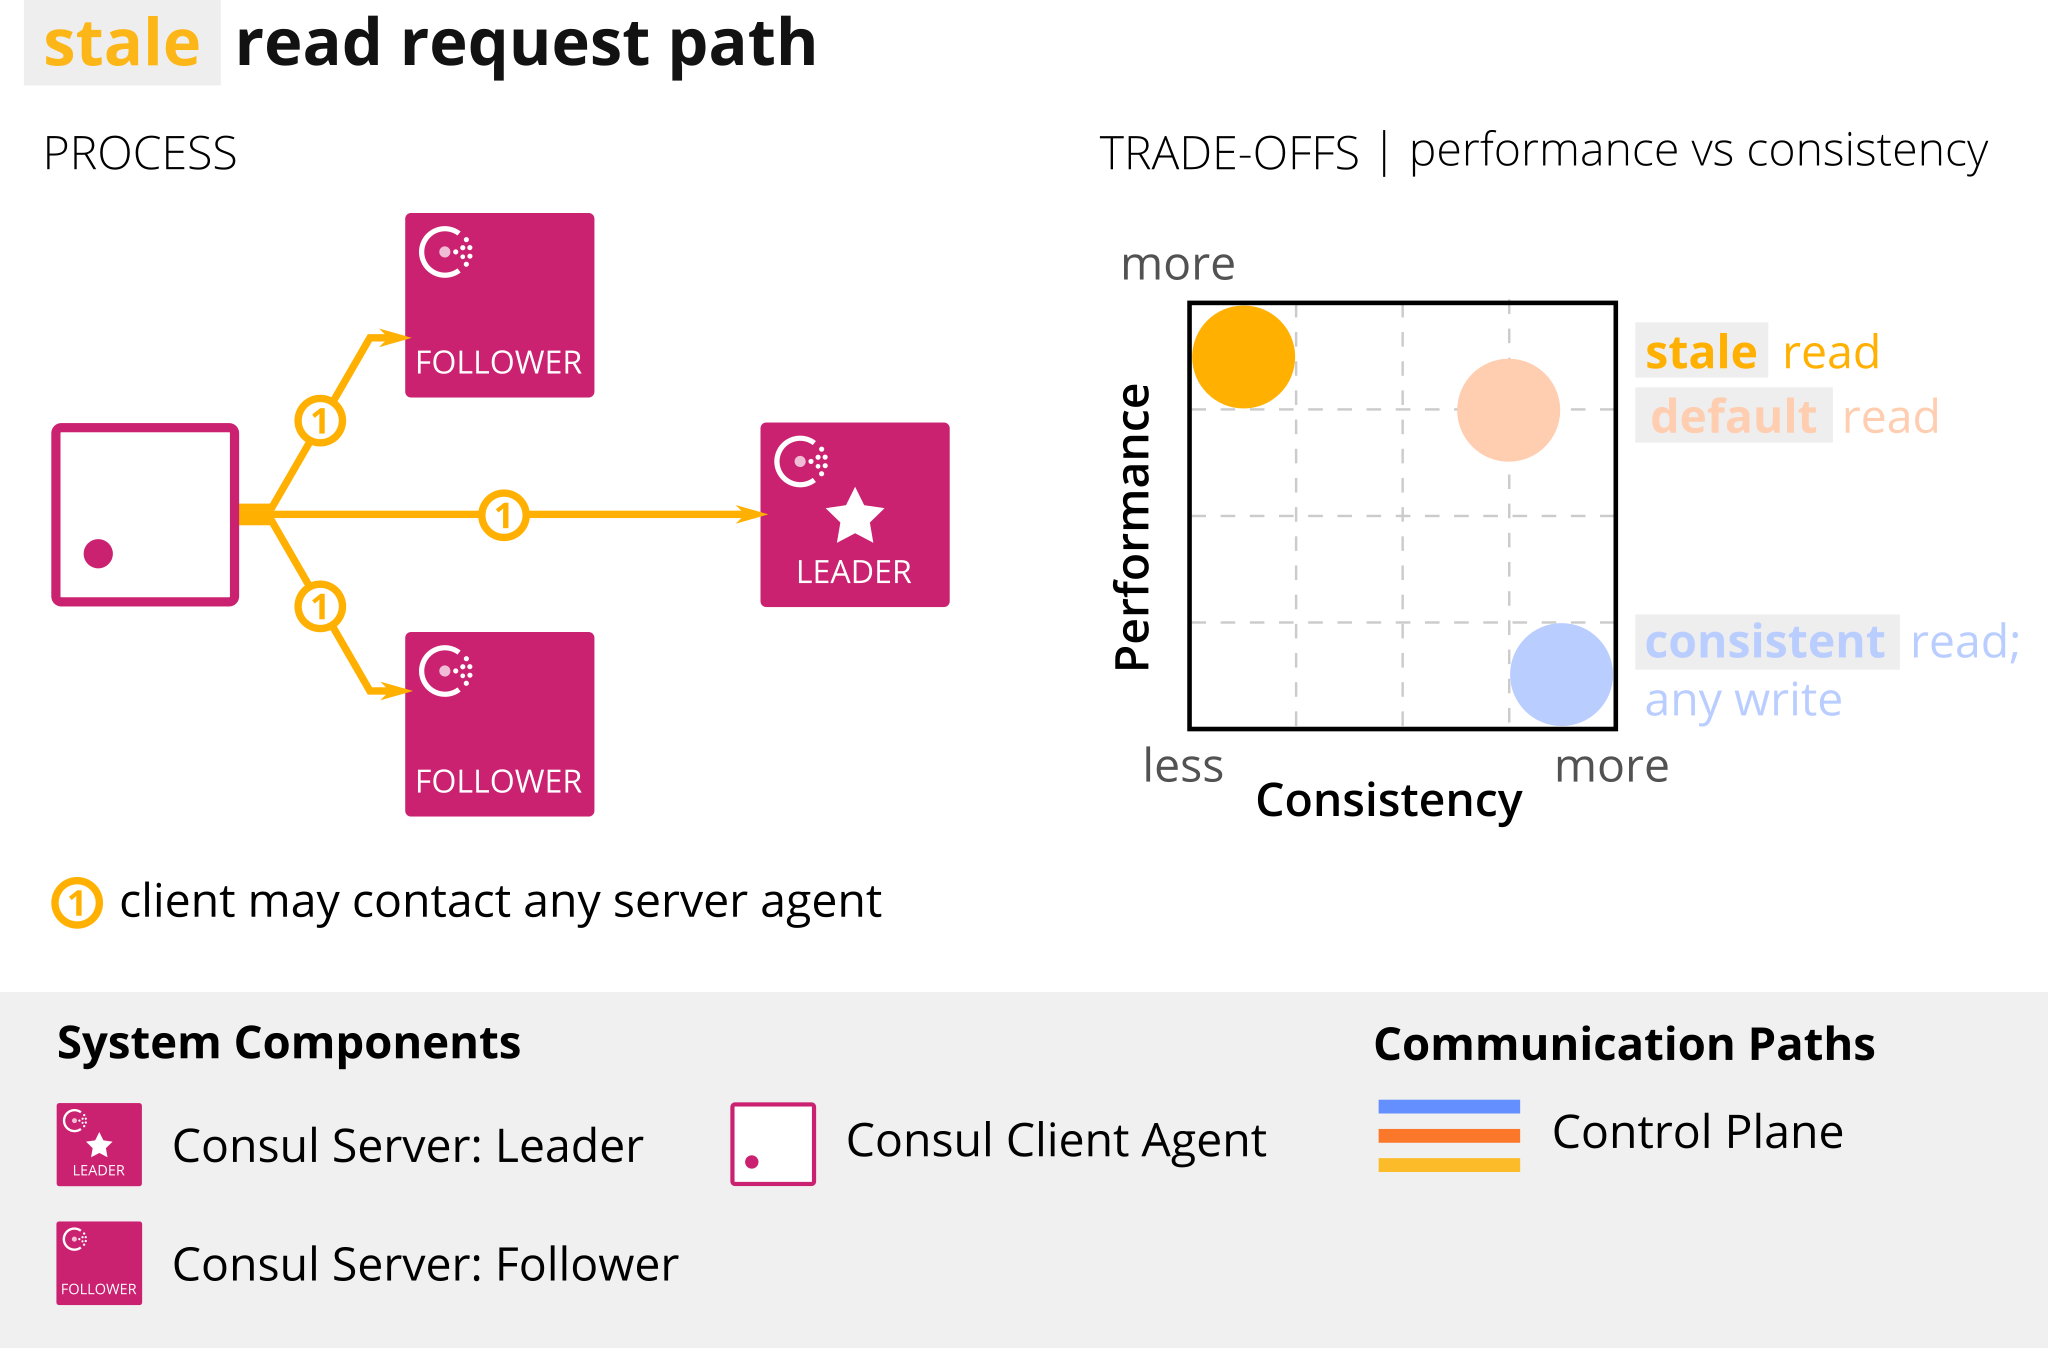 stale read request path
PROCESS
FOLLOWER
1
1
LEADER
1
FOLLOWER
1 client may contact any server agent
TRADE-OFFS | performance vs consistency
more
Performance
less
more
Consistency
stale read
default read
consistent read;
any write
System Components
LEADER
Consul Server: Leader
Consul Client Agent
FOLLOWER
Consul Server: Follower
Communication Paths
Control Plane